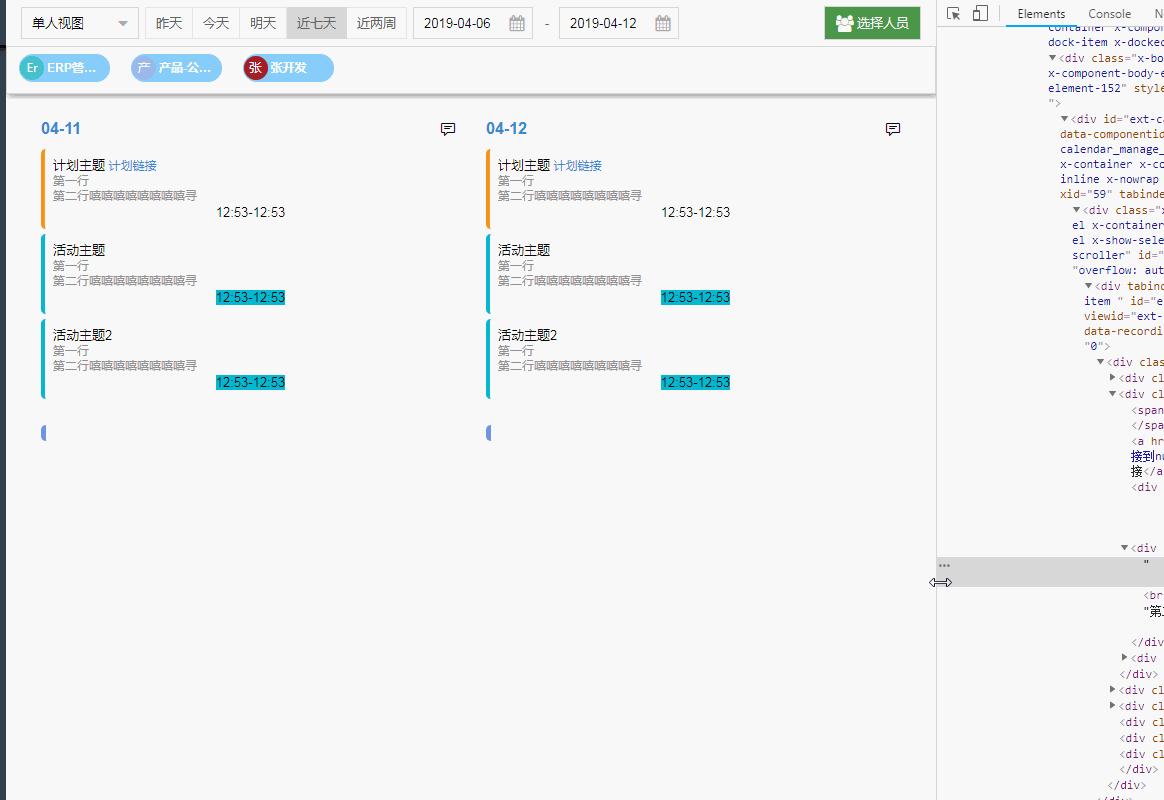 单人视图 昨天 今天 明天 近七天 近两周 2019-04-06 - 2019-04-12 选择人员
Er ERP管... 产 产品-公... 张 张开发
04-11
计划主题 计划链接
第一行
第二行嘻嘻嘻嘻嘻嘻嘻嘻寻
12:53-12:53
活动主题
第一行
第二行嘻嘻嘻嘻嘻嘻嘻寻
12:53-12:53
活动主题2
第一行
第二行嘻嘻嘻嘻嘻嘻嘻寻
12:53-12:53
04-12
计划主题 计划链接
第一行
第二行嘻嘻嘻嘻嘻嘻嘻嘻寻
12:53-12:53
活动主题
第一行
第二行嘻嘻嘻嘻嘻嘻嘻寻
12:53-12:53
活动主题2
第一行
第二行嘻嘻嘻嘻嘻嘻嘻寻
12:53-12:53
Elements Console N
container x-compo
dock-item x-docked
<div class="x-bo
x-component-body-e
element-152" style
">
<div id="ext-ca
data-componentid
calendar_manage_
x-container x-co
inline x-nowrap
xid="59" tabinde
<div class="x
el x-container
el x-show-sele
scroller" id="
"overflow: aut
<div tabind
item " id="e
viewid="ext-
data-recordi
"0">
<div clas
<div cl
<div cl
<span
</spa
<a hr
接到nu
接</a
<div
<div
"
<br
"第二
</div
<div
</div>
<div cl
<div cl
<div cl
<div cl
<div cl
</div>
</div>
</div>